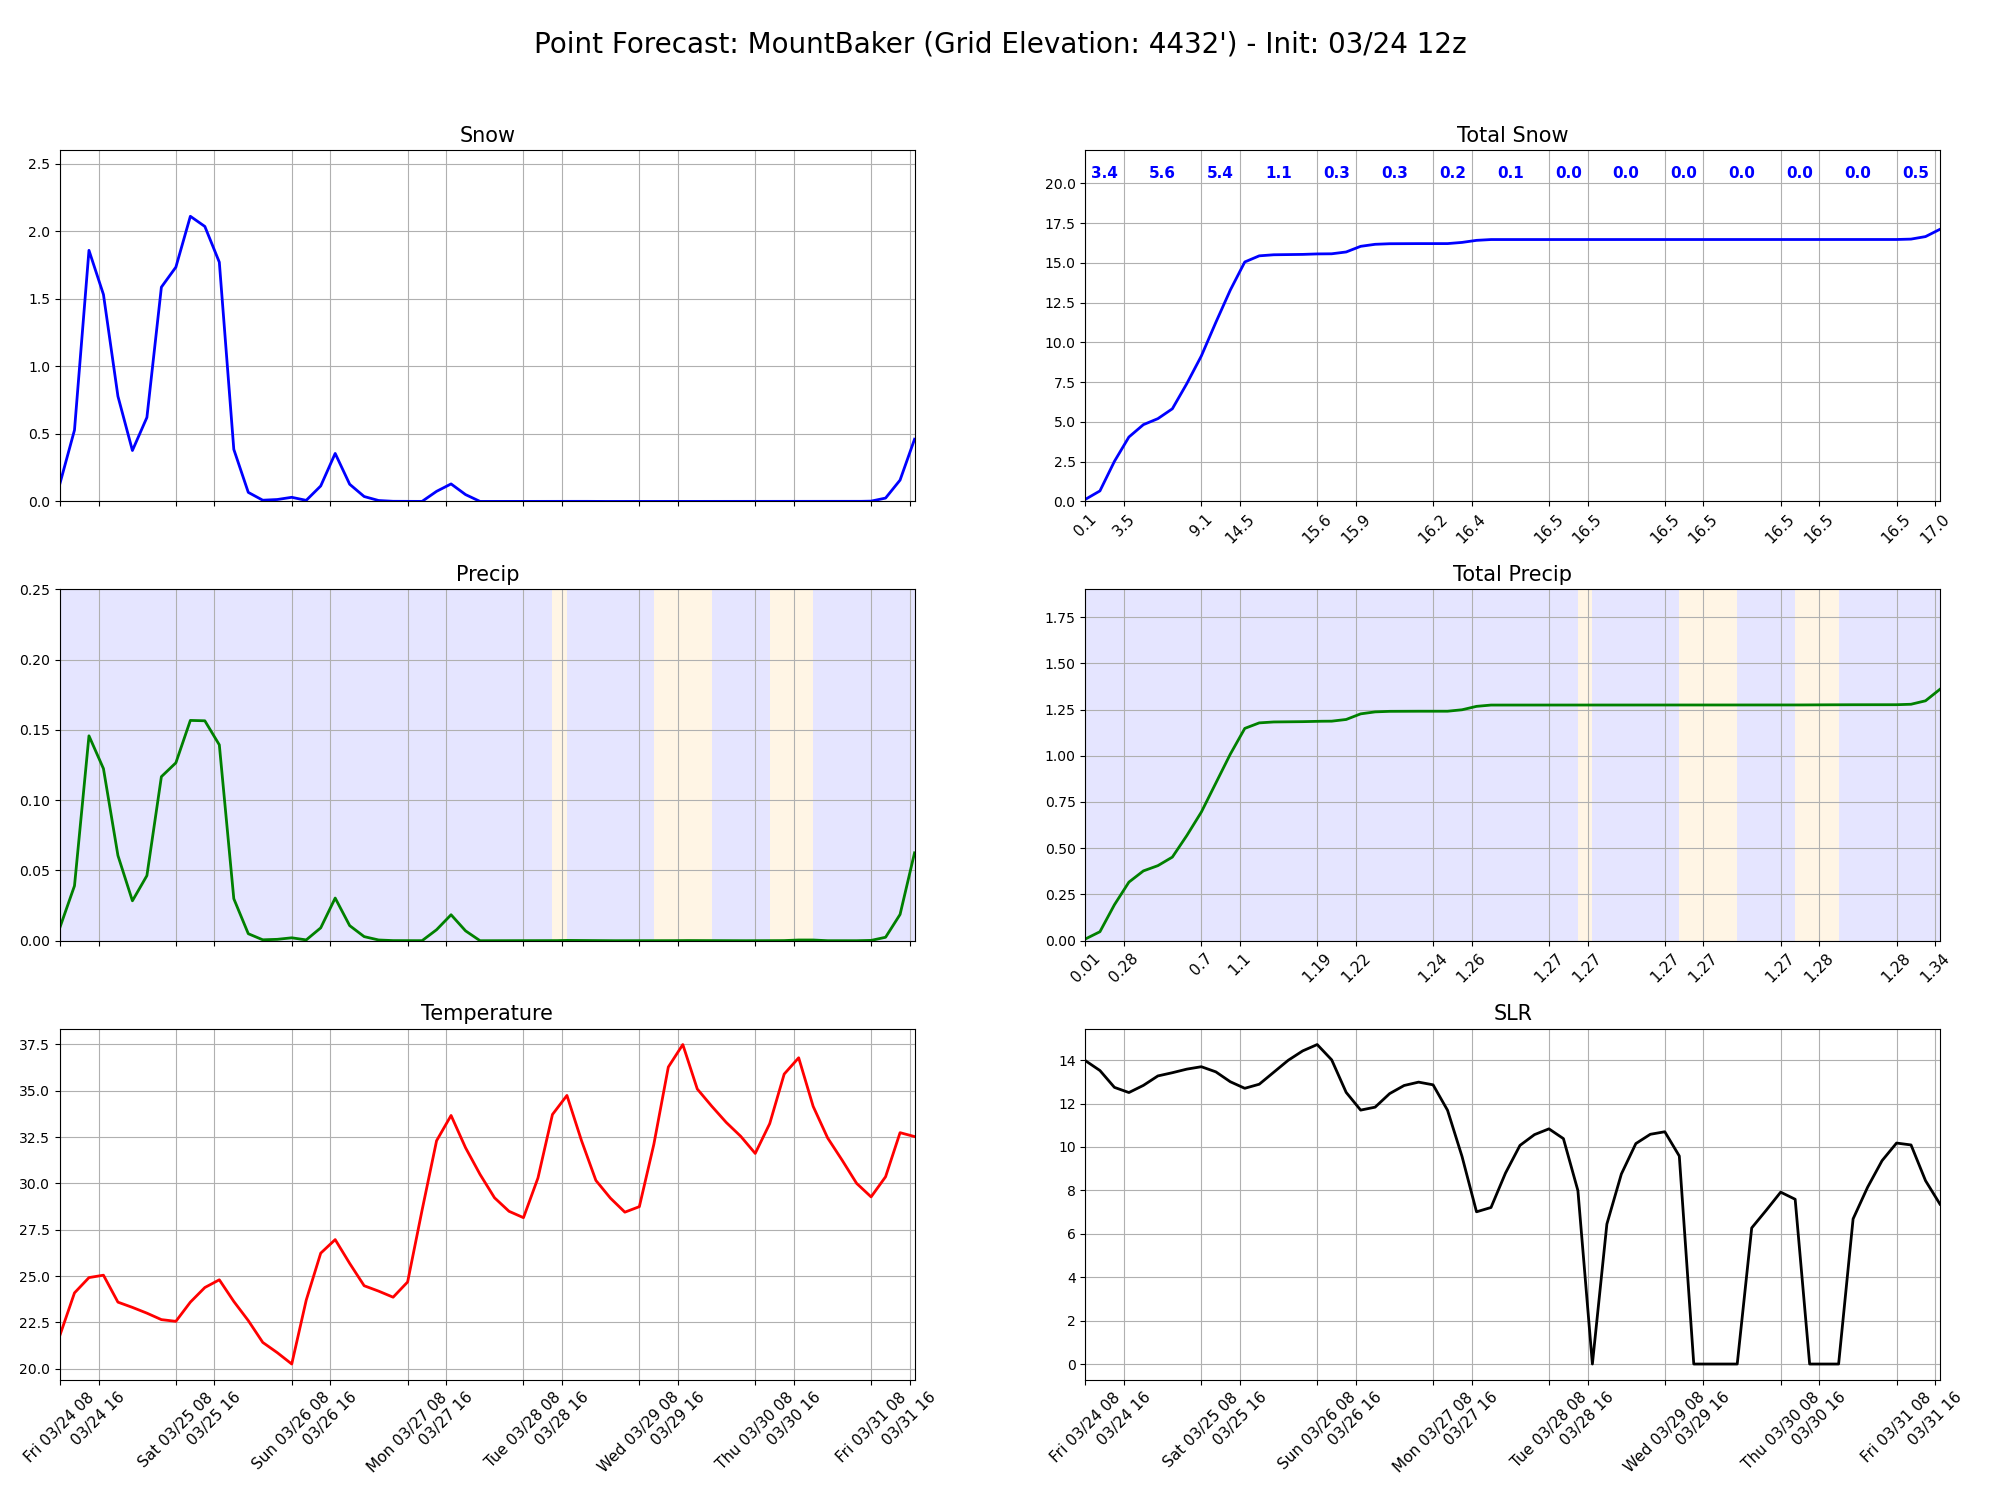 Point Forecast: MountBaker (Grid Elevation: 4432') - Init: 03/24 12z
Snow
2.5
2.0
1.5
1.0
0.5
0.0
Total Snow
3.4 5.6 5.4 1.1 0.3 0.3 0.2 0.1 0.0 0.0 0.0 0.0 0.0 0.0 0.5
20.0
17.5
15.0
12.5
10.0
7.5
5.0
2.5
0.0
0.1 3.5 9.1 14.5 15.6 15.9 16.2 16.4 16.5 16.5 16.5 16.5 16.5 16.5 16.5 17.0
Precip
0.25
0.20
0.15
0.10
0.05
0.00
Total Precip
1.75
1.50
1.25
1.00
0.75
0.50
0.25
0.00
0.01 0.28 0.7 1.1 1.19 1.22 1.24 1.26 1.27 1.27 1.27 1.27 1.27 1.28 1.28 1.34
Temperature
37.5
35.0
32.5
30.0
27.5
25.0
22.5
20.0
Fri 03/24 08
03/24 16
Sat 03/25 08
03/25 16
Sun 03/26 08
03/26 16
Mon 03/27 08
03/27 16
Tue 03/28 08
03/28 16
Wed 03/29 08
03/29 16
Thu 03/30 08
03/30 16
Fri 03/31 08
03/31 16
SLR
14
12
10
8
6
4
2
0
Fri 03/24 08
03/24 16
Sat 03/25 08
03/25 16
Sun 03/26 08
03/26 16
Mon 03/27 08
03/27 16
Tue 03/28 08
03/28 16
Wed 03/29 08
03/29 16
Thu 03/30 08
03/30 16
Fri 03/31 08
03/31 16